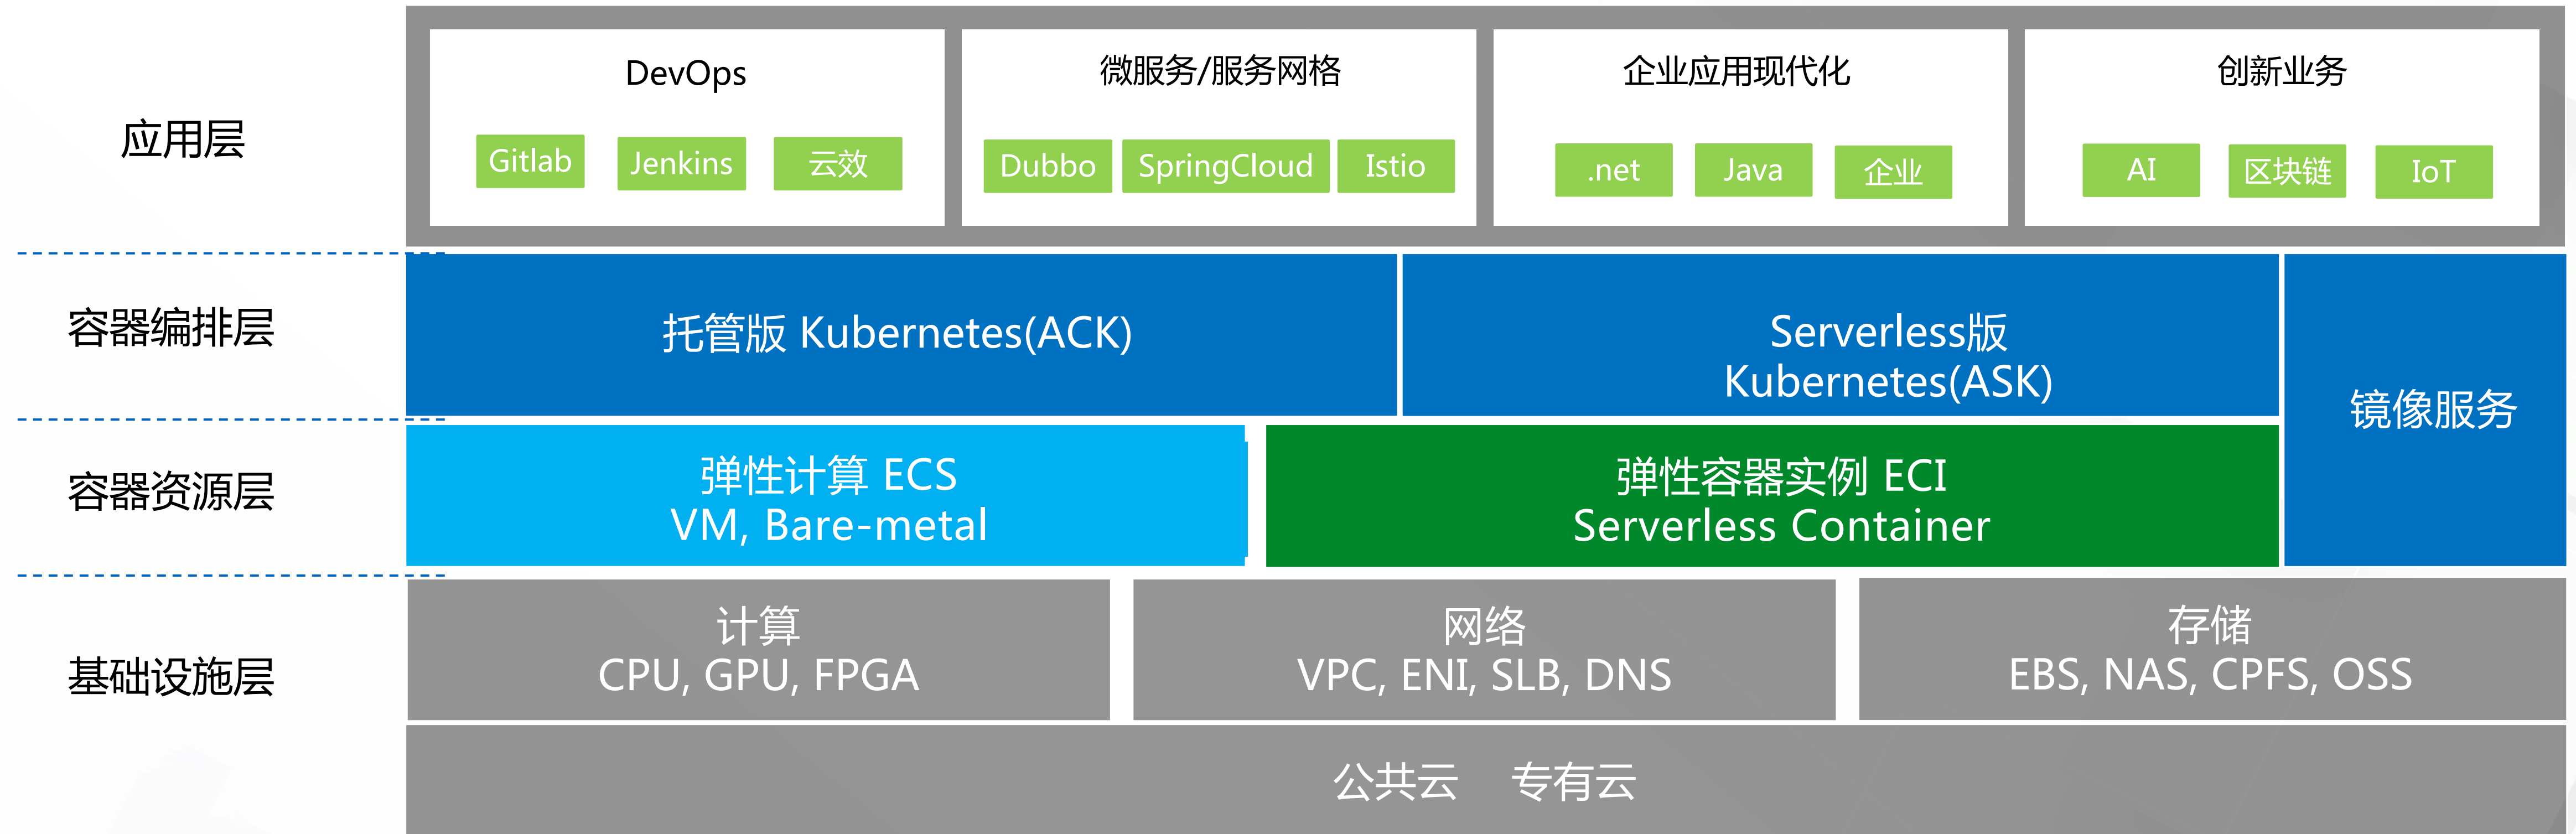 应用层
DevOps
Gitlab
Jenkins
云效
微服务/服务网格
Dubbo
SpringCloud
Istio
企业应用现代化
.net
Java
企业
创新业务
AI
区块链
IoT
容器编排层
托管版 Kubernetes(ACK)
Serverless版
Kubernetes(ASK)
镜像服务
容器资源层
弹性计算 ECS
VM, Bare-metal
弹性容器实例 ECI
Serverless Container
基础设施层
计算
CPU, GPU, FPGA
网络
VPC, ENI, SLB, DNS
存储
EBS, NAS, CPFS, OSS
公共云 专有云